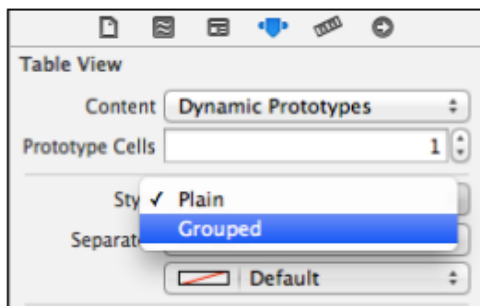 Table View
Content Dynamic Prototypes
Prototype Cells 1
Sty ✓ Plain
Grouped
Separat
Default